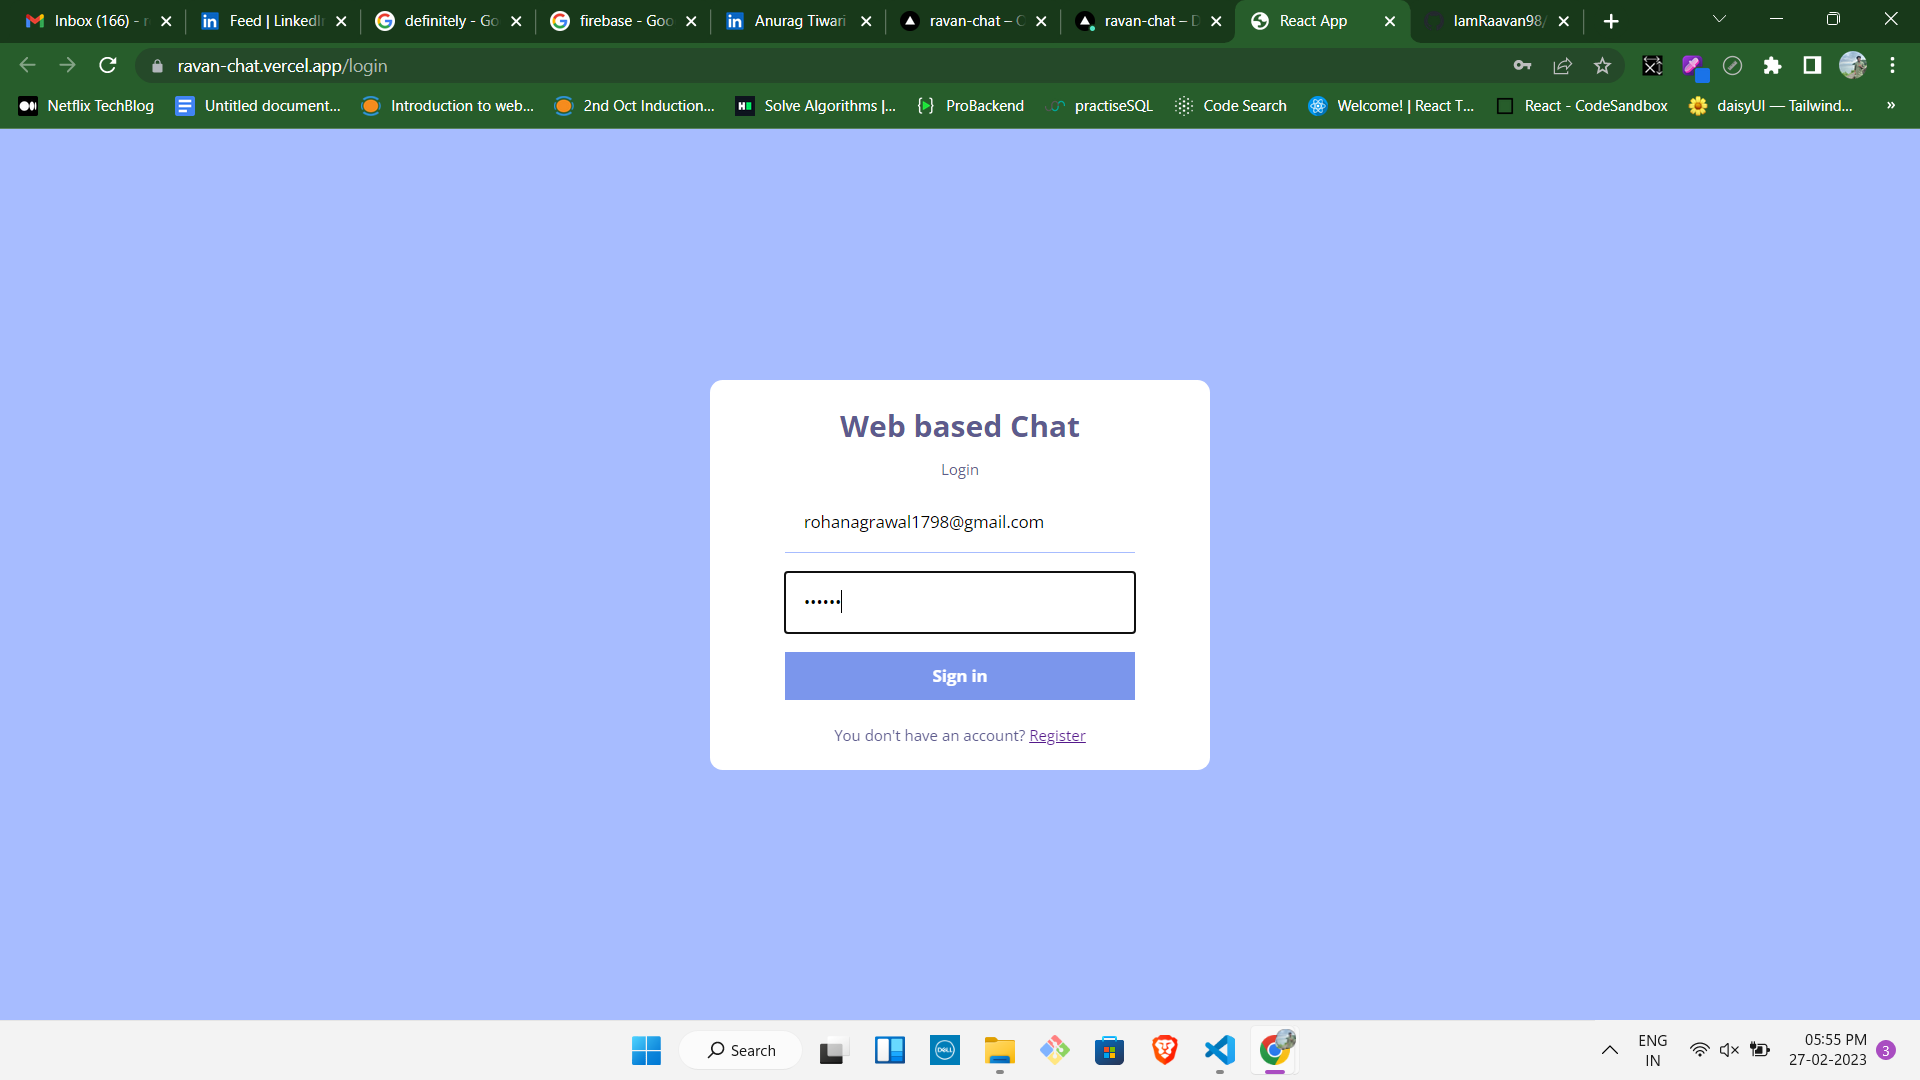 Inbox (166) - r
Feed | LinkedIn
definitely - Go
firebase - Goo
Anurag Tiwari
ravan-chat – O
ravan-chat – D
React App
IamRaavan98/
ravan-chat.vercel.app/login
Netflix TechBlog
Untitled document...
Introduction to web...
2nd Oct Induction...
Solve Algorithms |...
ProBackend
practiseSQL
Code Search
Welcome! | React T...
React - CodeSandbox
daisyUI — Tailwind...
»
Web based Chat
Login
rohanagrawal1798@gmail.com
••••••
Sign in
You don't have an account? Register
Search
DELL
ENG
IN
05:55 PM
27-02-2023
3